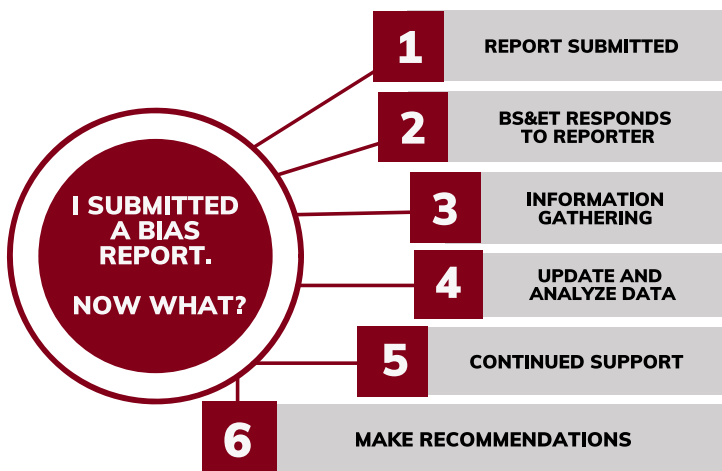 I SUBMITTED
A BIAS
REPORT.
NOW WHAT?
1
REPORT SUBMITTED
2
BS&ET RESPONDS
TO REPORTER
3
INFORMATION
GATHERING
4
UPDATE AND
ANALYZE DATA
5
CONTINUED SUPPORT
6
MAKE RECOMMENDATIONS